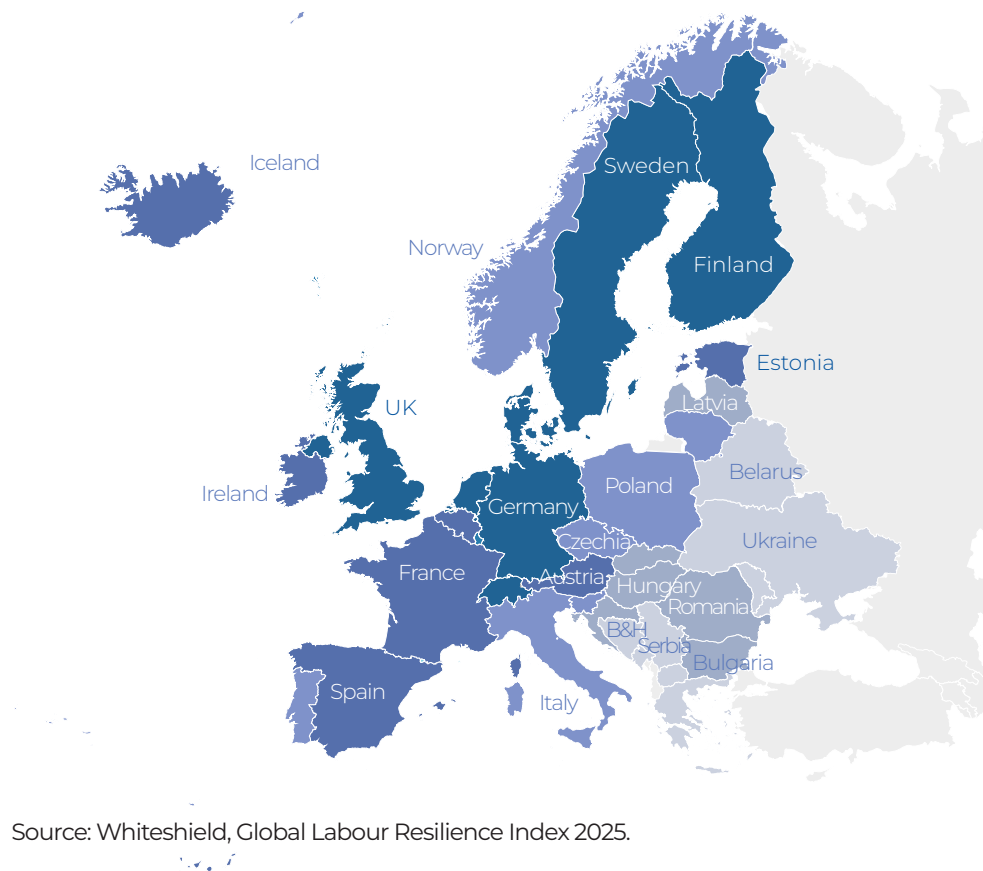 Iceland
Sweden
Norway
Finland
Estonia
UK
Latvia
Belarus
Poland
Ireland
Germany
Ukraine
Czechia
France
Austria
Hungary
Romania
B&H
Serbia
Bulgaria
Spain
Italy
Source: Whiteshield, Global Labour Resilience Index 2025.